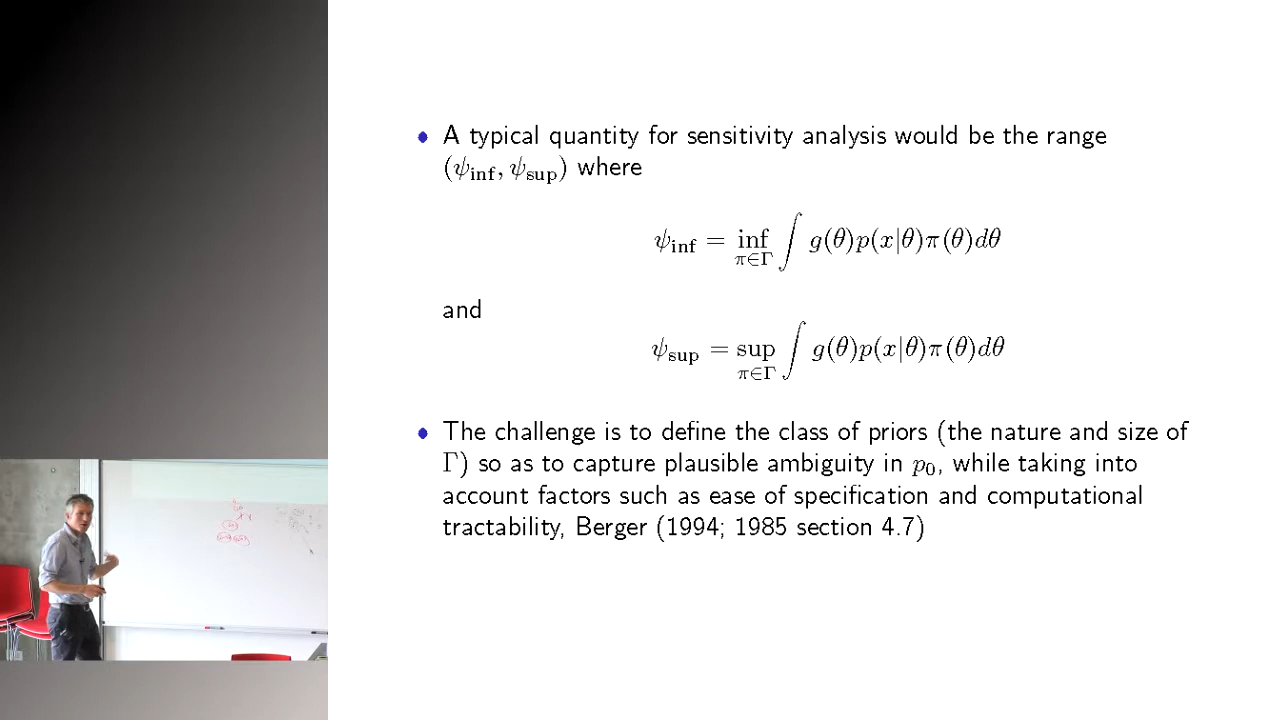 • A typical quantity for sensitivity analysis would be the range
(ψ_inf, ψ_sup) where
ψ_inf = inf_{π∈Γ} ∫ g(θ)p(x|θ)π(θ)dθ
and
ψ_sup = sup_{π∈Γ} ∫ g(θ)p(x|θ)π(θ)dθ
• The challenge is to define the class of priors (the nature and size of
Γ) so as to capture plausible ambiguity in p_0, while taking into
account factors such as ease of specification and computational
tractability, Berger (1994; 1985 section 4.7)